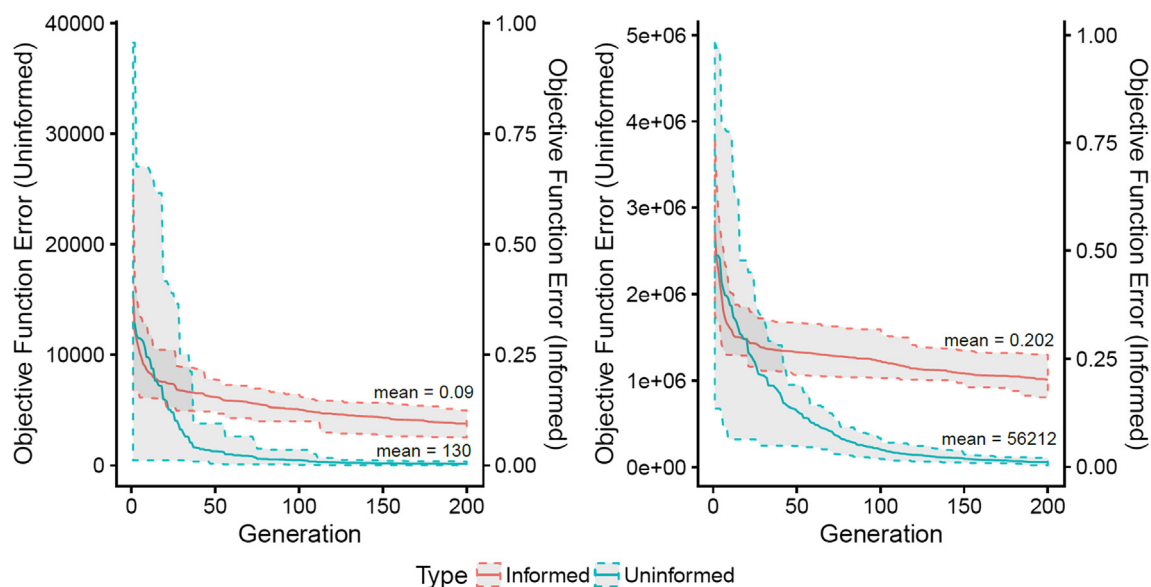 Objective Function Error (Uninformed)
40000
30000
20000
10000
0
mean = 0.09
mean = 130
0 50 100 150 200
Generation
1.00
0.75
0.50
0.25
0.00
Objective Function Error (Informed)
Objective Function Error (Uninformed)
5e+06
4e+06
3e+06
2e+06
1e+06
0e+00
mean = 0.202
mean = 56212
0 50 100 150 200
Generation
1.00
0.75
0.50
0.25
0.00
Objective Function Error (Informed)
Type Informed Uninformed